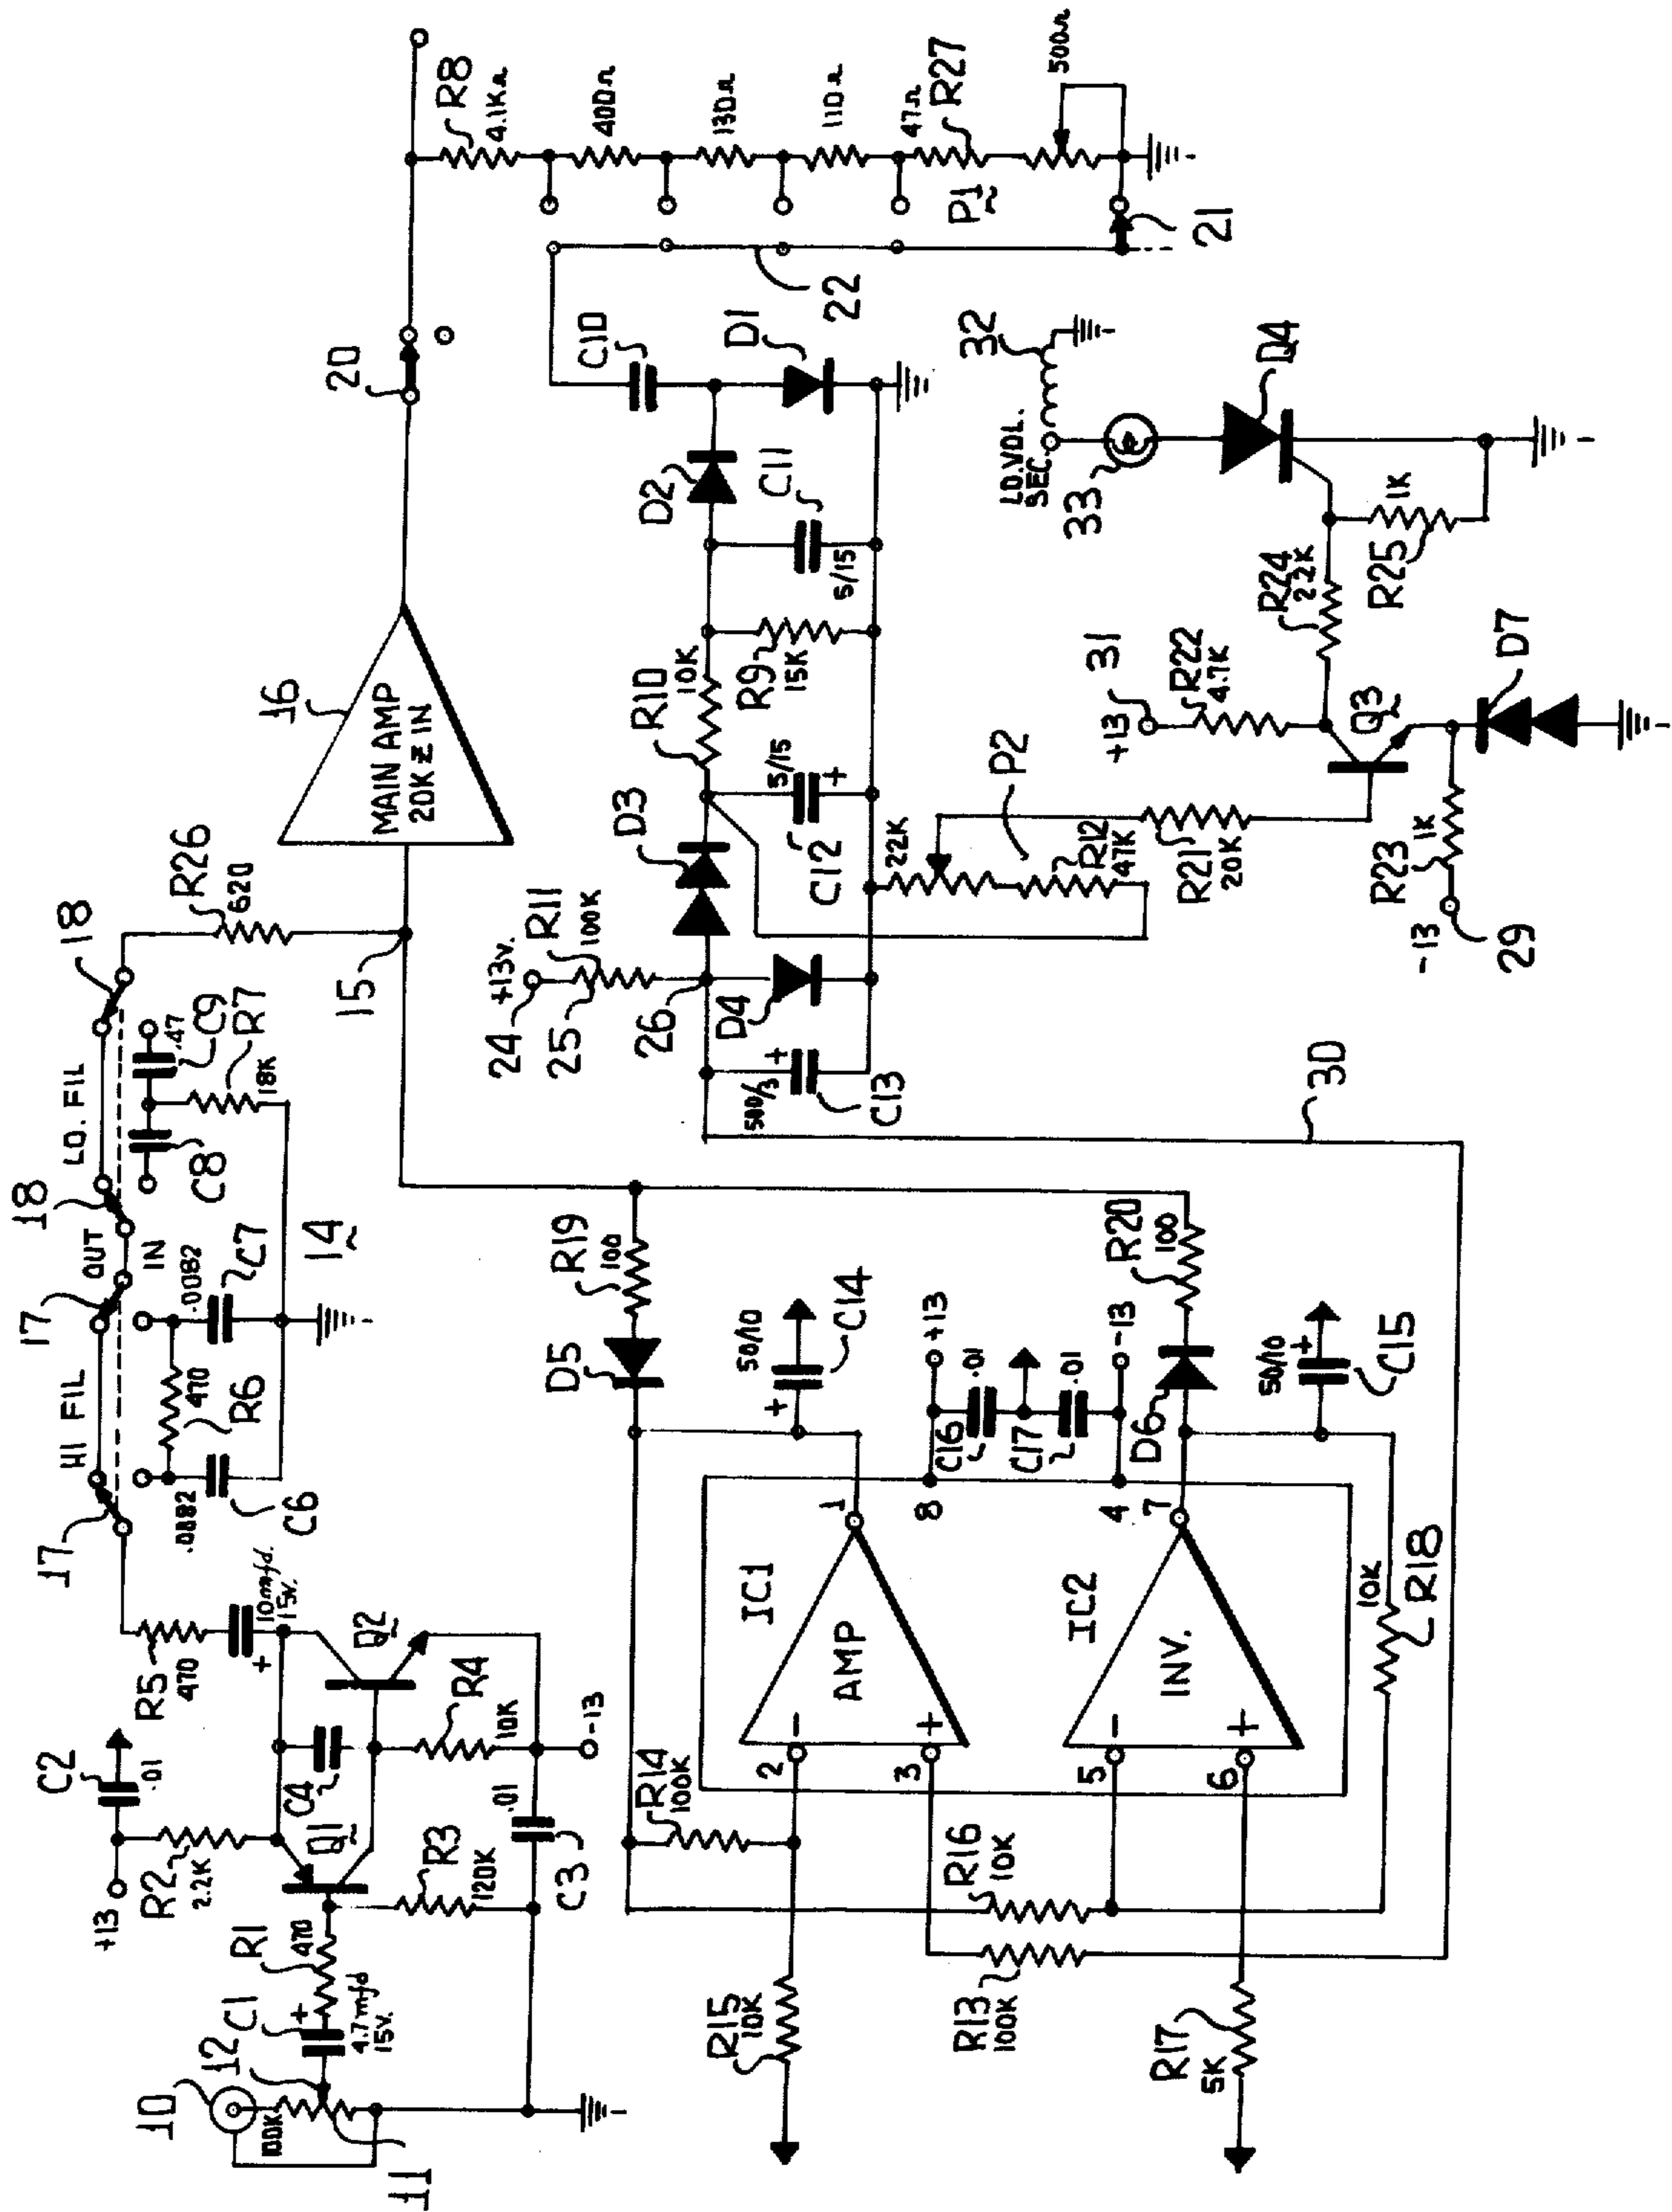 10
12
C1
+
4.7mfd
15V.
100K
11
R1
470
+13
R2
2.2K
C2
.01
Q1
R3
120K
C3
.01
C4
R4
10K
-13
Q2
R5
470
10mfd.
15v.
+
17
HI FIL
17
OUT
IN
.0082
C6
R6
470
.0082
C7
14
18
LO. FIL
18
C8
C9
.47
R7
18K
R26
620
15
16
MAIN AMP
20K Z IN
20
R8
4.1KΩ
400Ω
130Ω
110Ω
47Ω
R27
500Ω
P1
21
22
C10
D1
D2
C11
5/15
R9
15K
R10
10K
5/15
+
C12
D3
24
+13v.
25
R11
100K
26
D4
500/3
+
C13
22K
P2
R12
47K
R21
20K
31
+13
R22
4.7K
Q3
R23
1K
-13
29
D7
R24
2.2K
R25
1K
LO.VOL.
SEC.
32
33
Q4
30
D5
R19
100
50/10
+
C14
R20
100
D6
50/10
+
C15
+13
C16
.01
C17
.01
-13
IC1
AMP
-
+
1
2
3
8
4
IC2
INV.
-
+
5
6
7
R14
100K
R15
10K
R16
10K
R13
100K
R17
5K
10K
R18